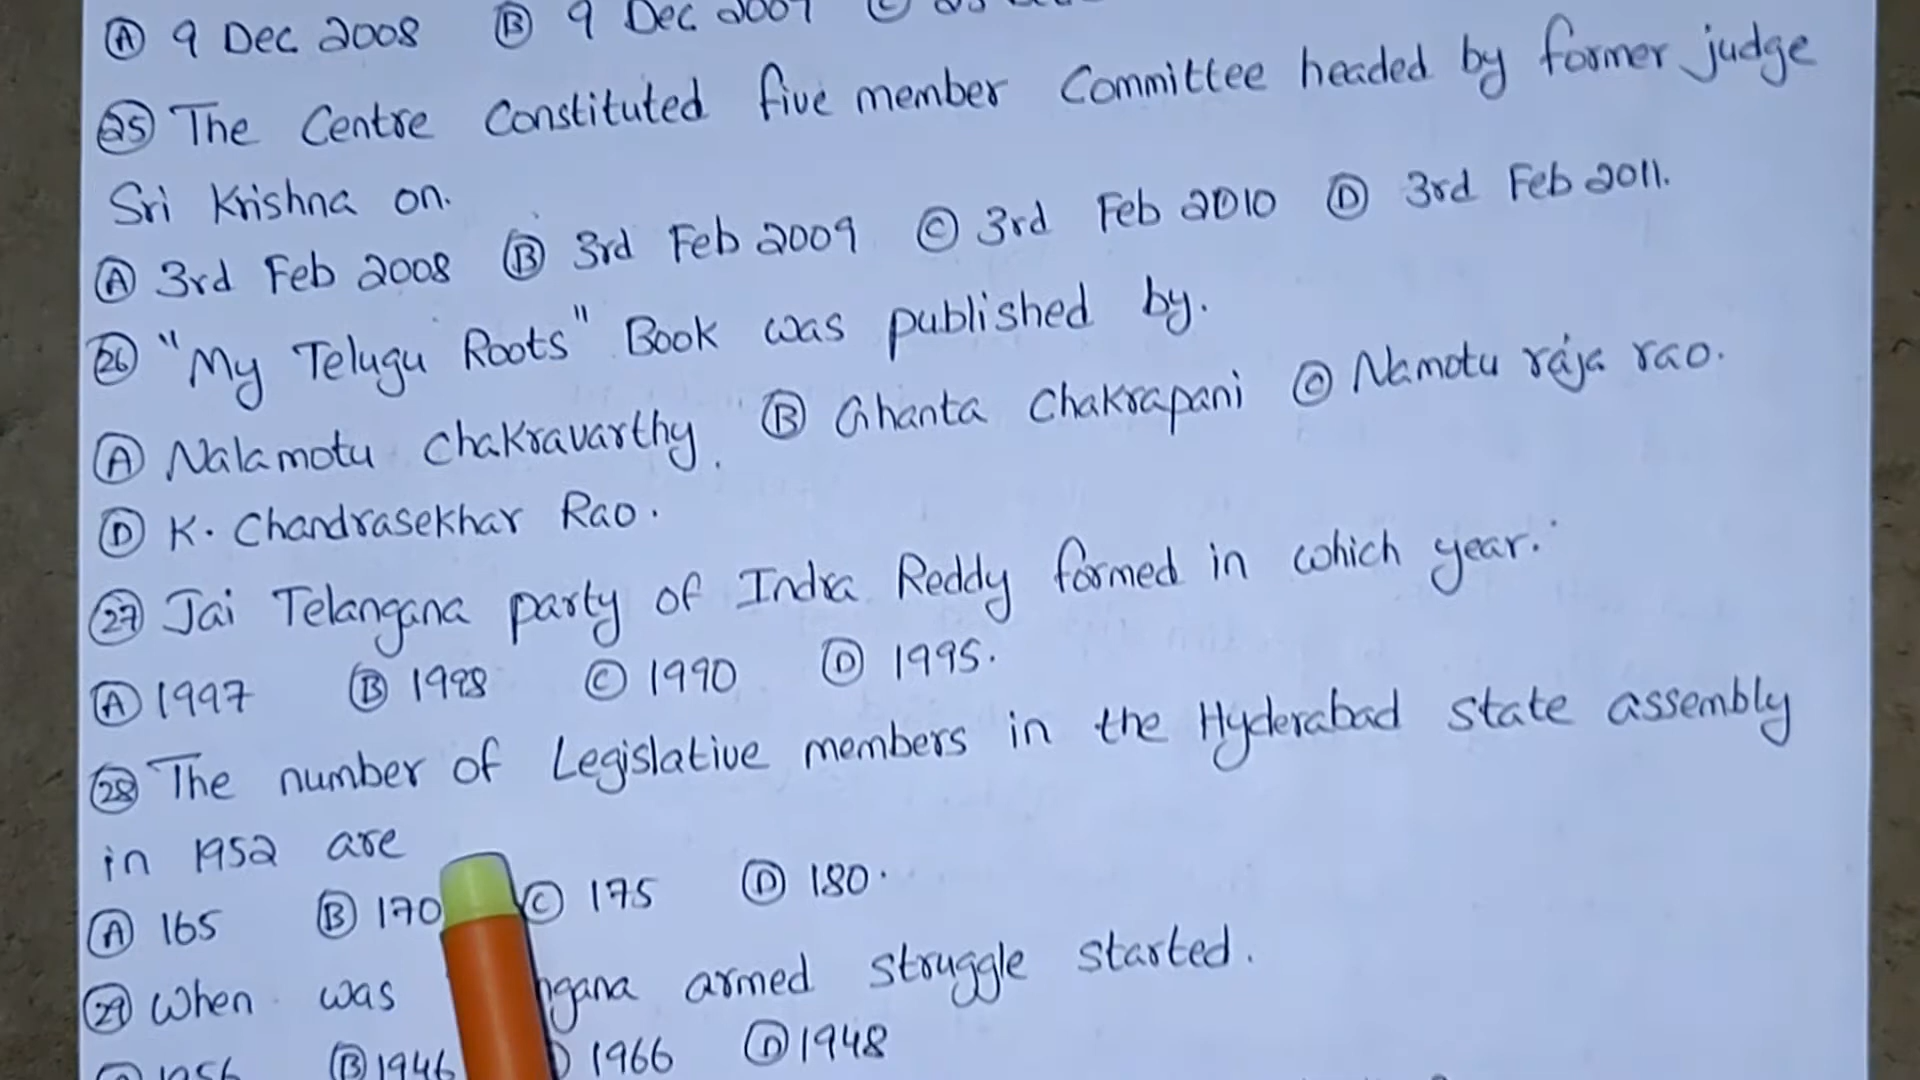 Ⓐ 9 Dec 2008 Ⓑ 9 Dec 2009 Ⓒ
㉕ The Centre Constituted five member Committee headed by former judge
Sri Krishna on.
Ⓐ 3rd Feb 2008 Ⓑ 3rd Feb 2009 Ⓒ 3rd Feb 2010 Ⓓ 3rd Feb 2011.
㉖ "My Telugu Roots" Book was published by.
Ⓐ Nalamotu Chakravarthy. Ⓑ Ghanta Chakrapani Ⓒ Namotu raja rao.
Ⓓ K. Chandrasekhar Rao.
㉗ Jai Telangana party of Indra Reddy formed in which year.
Ⓐ 1997 Ⓑ 1998 Ⓒ 1990 Ⓓ 1995.
㉘ The number of Legislative members in the Hyderabad state assembly
in 1952 are
Ⓐ 165 Ⓑ 170 Ⓒ 175 Ⓓ 180.
㉙ When was ngana armed struggle started.
1956 Ⓑ 1946 1966 Ⓓ 1948